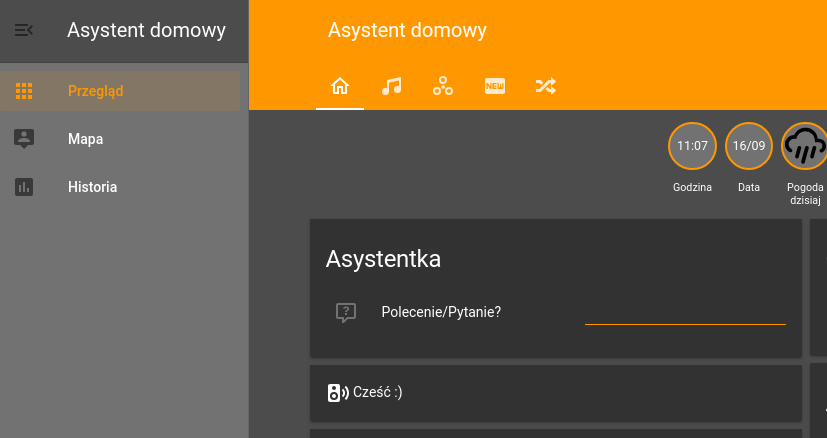 Asystent domowy
Przegląd
Mapa
Historia
Asystent domowy
NEW
11:07
16/09
Godzina
Data
Pogoda
dzisiaj
Asystentka
?
Polecenie/Pytanie?
Cześć :)